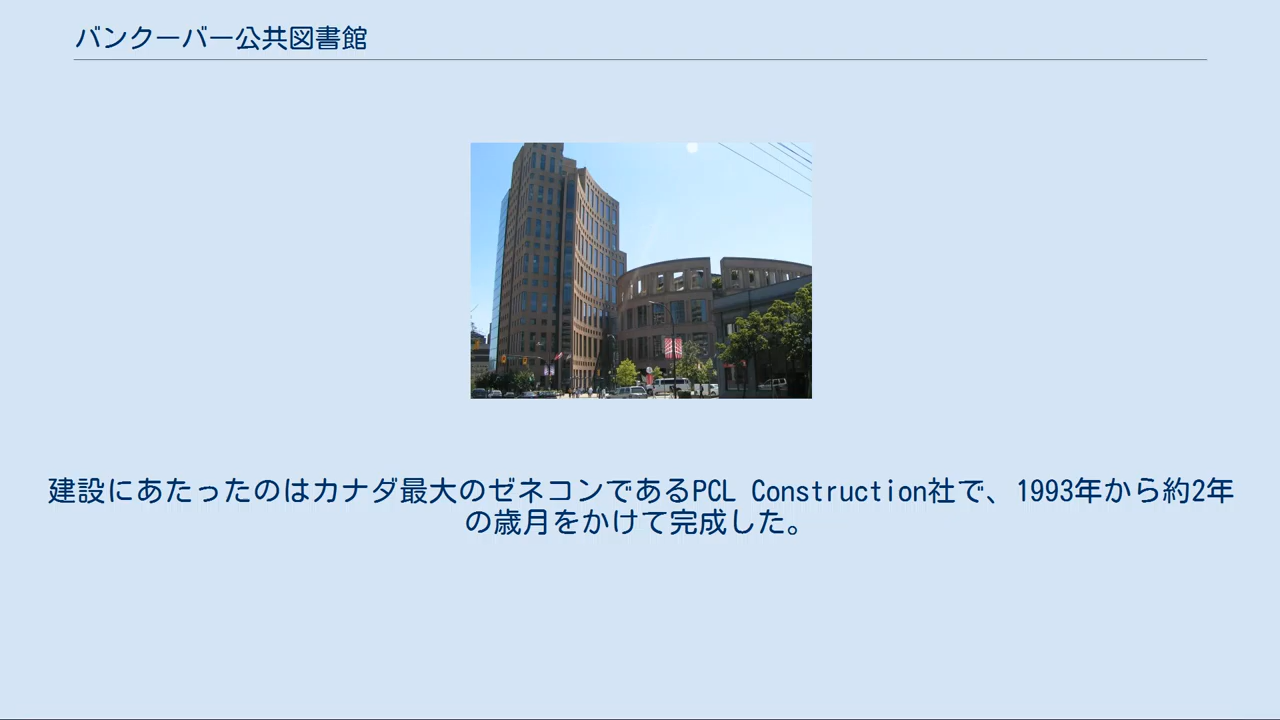 バンクーバー公共図書館
建設にあたったのはカナダ最大のゼネコンであるPCL Construction社で、1993年から約2年
の歳月をかけて完成した。